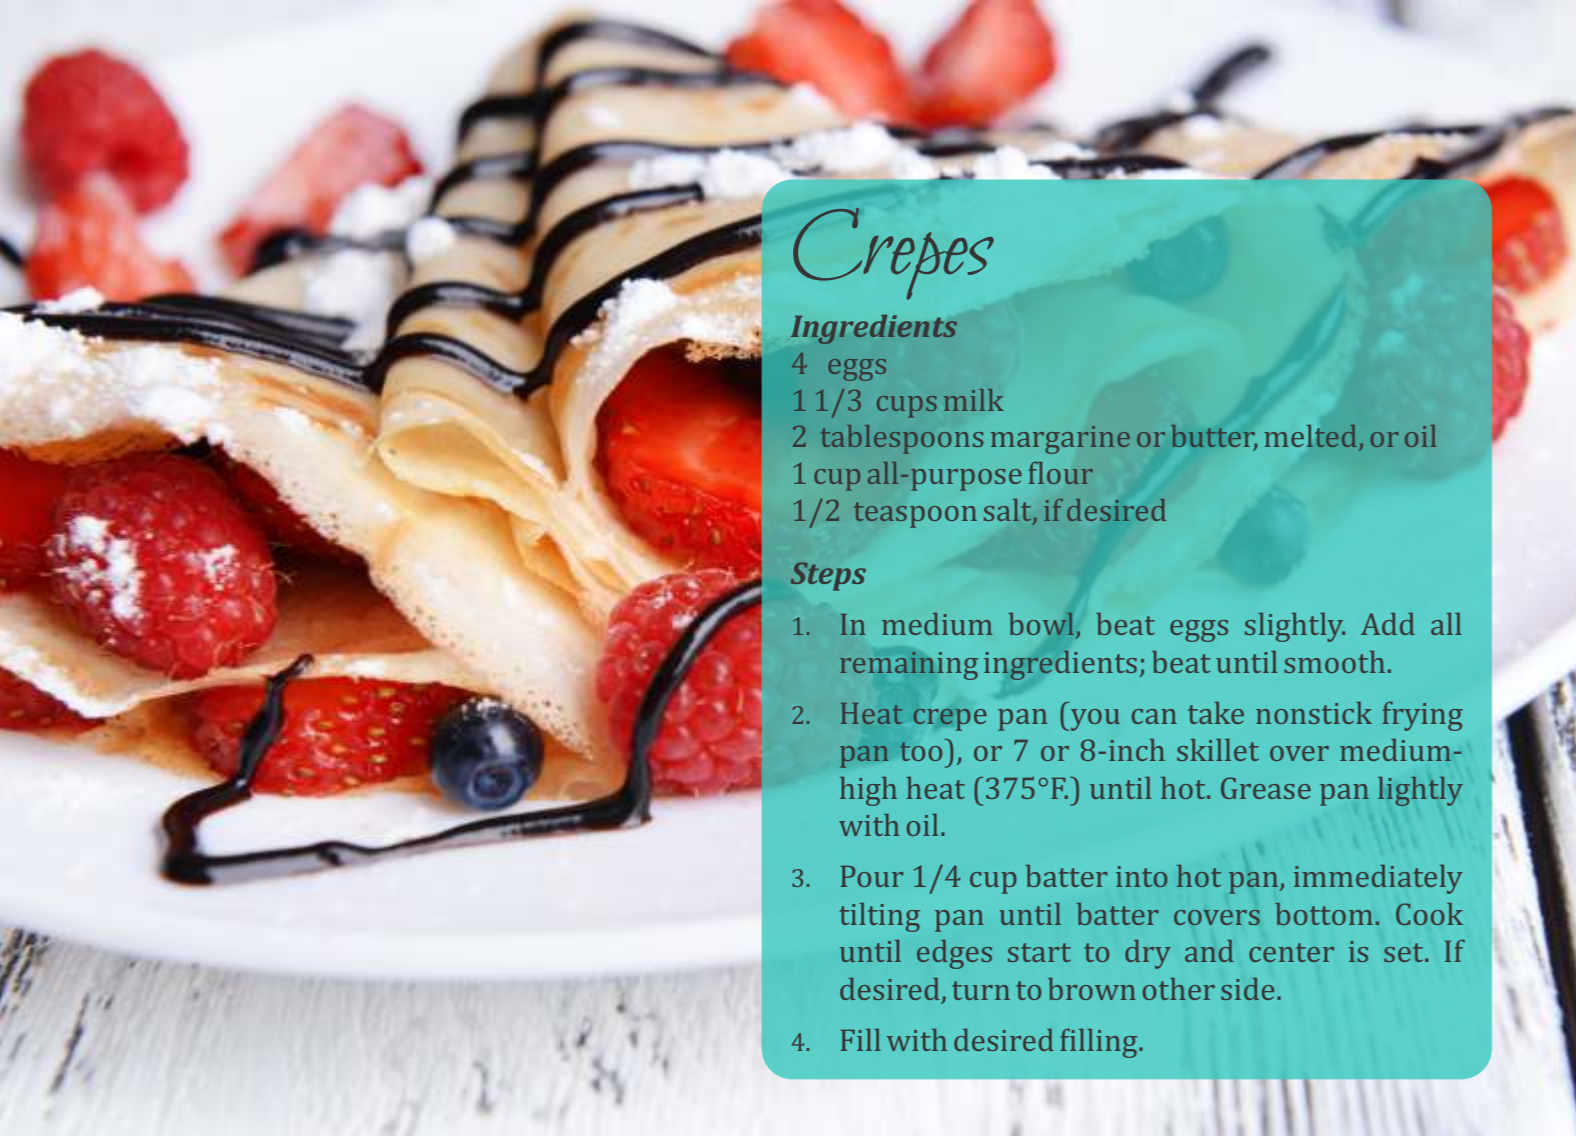 Crepes
Ingredients
4 eggs
1 1/3 cups milk
2 tablespoons margarine or butter, melted, or oil
1 cup all-purpose flour
1/2 teaspoon salt, if desired
Steps
1. In medium bowl, beat eggs slightly. Add all
remaining ingredients; beat until smooth.
2. Heat crepe pan (you can take nonstick frying
pan too), or 7 or 8-inch skillet over medium-
high heat (375°F.) until hot. Grease pan lightly
with oil.
3. Pour 1/4 cup batter into hot pan, immediately
tilting pan until batter covers bottom. Cook
until edges start to dry and center is set. If
desired, turn to brown other side.
4. Fill with desired filling.